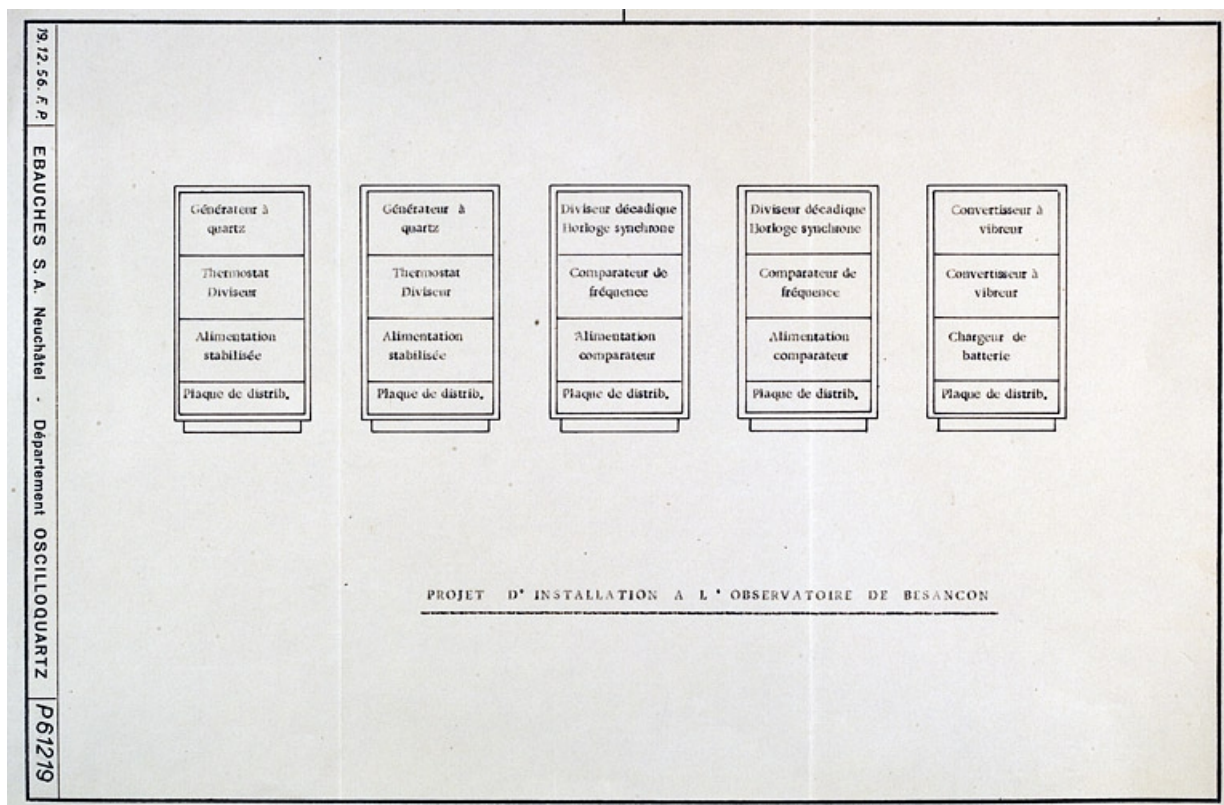 19.12.56. F. P. EBAUCHES S. A. Neuchâtel - Département OSCILLOQUARTZ P61219
Générateur à
quartz
Thermostat
Diviseur
Alimentation
stabilisée
Plaque de distrib.
Générateur à
quartz
Thermostat
Diviseur
Alimentation
stabilisée
Plaque de distrib.
Diviseur décadique
Horloge synchrone
Comparateur de
fréquence
Alimentation
comparateur
Plaque de distrib.
Diviseur décadique
Horloge synchrone
Comparateur de
fréquence
Alimentation
comparateur
Plaque de distrib.
Convertisseur à
vibreur
Convertisseur à
vibreur
Chargeur de
batterie
Plaque de distrib.
PROJET D'INSTALLATION A L'OBSERVATOIRE DE BESANCON